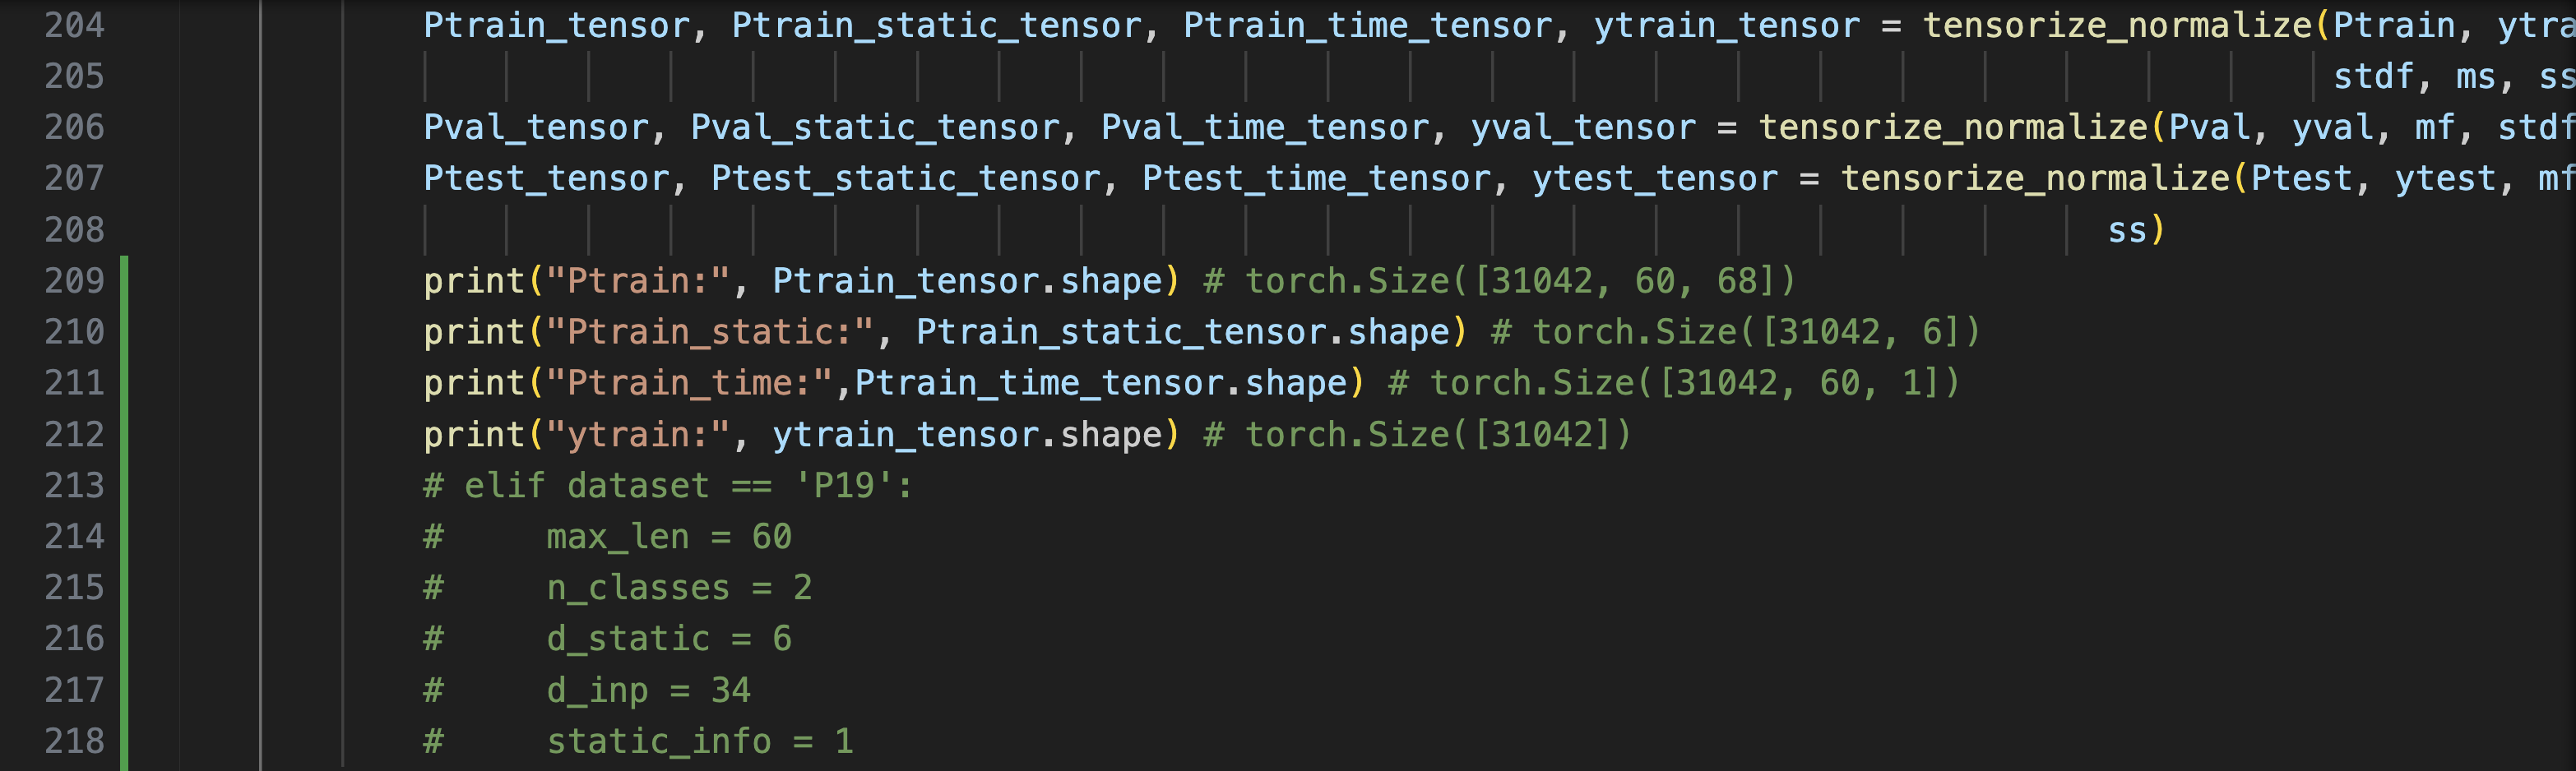 204 Ptrain_tensor, Ptrain_static_tensor, Ptrain_time_tensor, ytrain_tensor = tensorize_normalize(Ptrain, ytra
205 stdf, ms, ss
206 Pval_tensor, Pval_static_tensor, Pval_time_tensor, yval_tensor = tensorize_normalize(Pval, yval, mf, stdf
207 Ptest_tensor, Ptest_static_tensor, Ptest_time_tensor, ytest_tensor = tensorize_normalize(Ptest, ytest, mf
208 ss)
209 print("Ptrain:", Ptrain_tensor.shape) # torch.Size([31042, 60, 68])
210 print("Ptrain_static:", Ptrain_static_tensor.shape) # torch.Size([31042, 6])
211 print("Ptrain_time:",Ptrain_time_tensor.shape) # torch.Size([31042, 60, 1])
212 print("ytrain:", ytrain_tensor.shape) # torch.Size([31042])
213 # elif dataset == 'P19':
214 #     max_len = 60
215 #     n_classes = 2
216 #     d_static = 6
217 #     d_inp = 34
218 #     static_info = 1